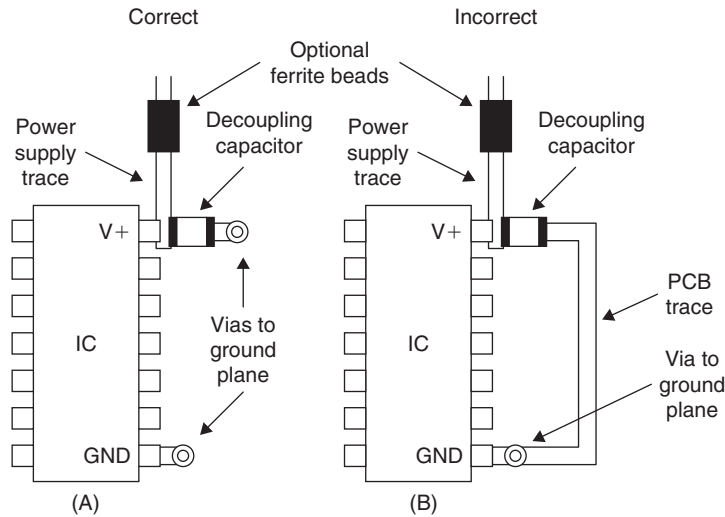 Correct
Incorrect
Optional
ferrite beads
Power
supply
trace
Decoupling
capacitor
Power
supply
trace
Decoupling
capacitor
V+
V+
PCB
trace
IC
Vias to
ground
plane
IC
Via to
ground
plane
GND
GND
(A)
(B)